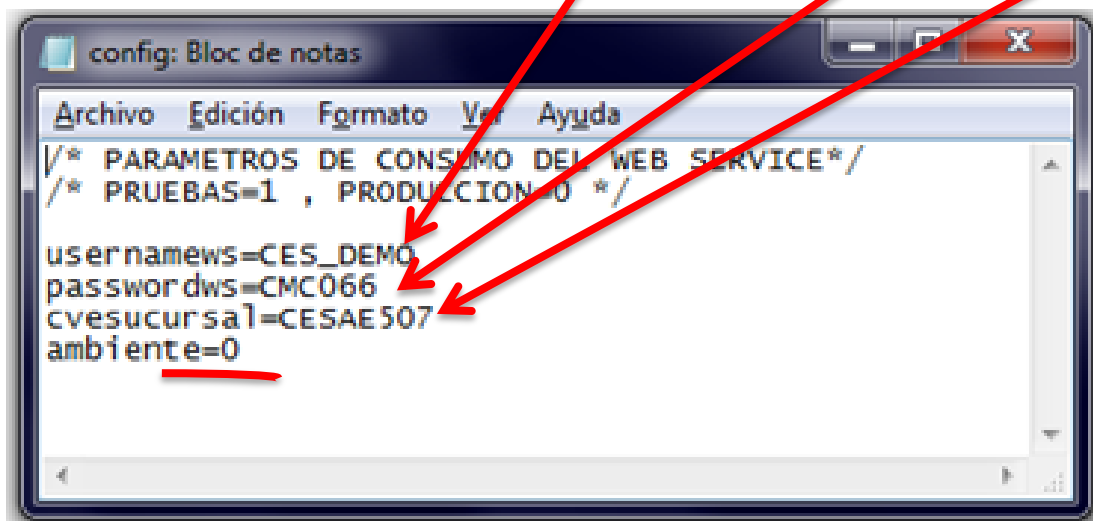 config: Bloc de notas
Archivo Edición Formato Ver Ayuda
/* PARAMETROS DE CONSUMO DEL WEB SERVICE*/
/* PRUEBAS=1 , PRODUCCION=0 */
usernamews=CES_DEMO
passwordws=CMC066
cvesucursal=CESAE507
ambiente=0